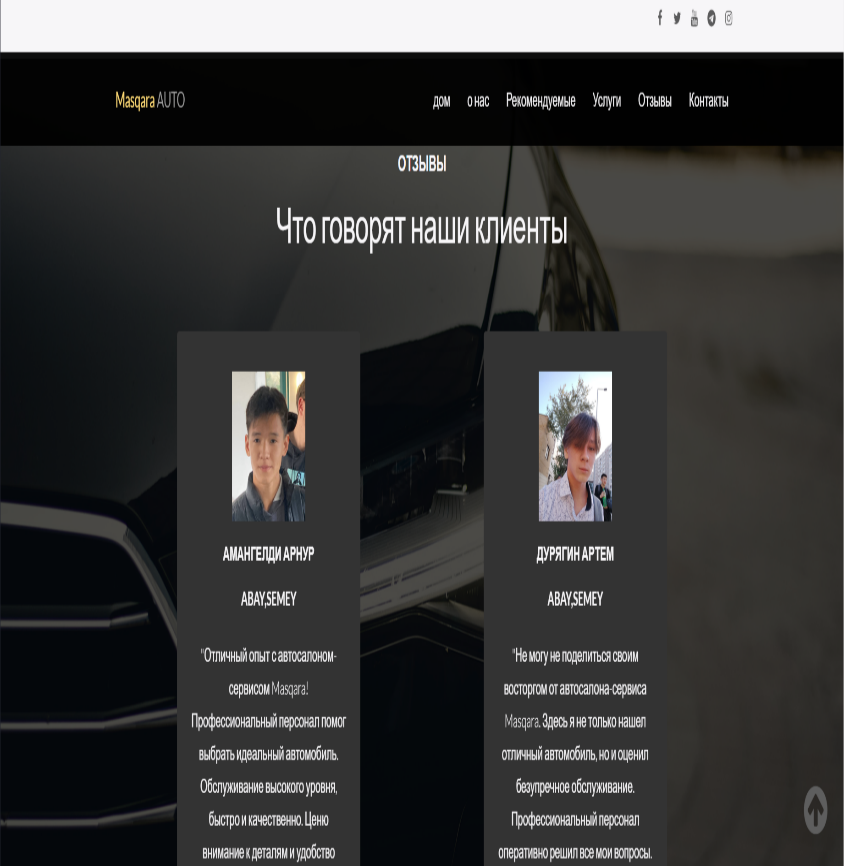 Masqara AUTO
дом о нас Рекомендуемые Услуги Отзывы Контакты
ОТЗЫВЫ
Что говорят наши клиенты
АМАНГЕЛДИ АРНУР
ABAY,SEMEY
"Отличный опыт с автосалоном-
сервисом Masqara!
Профессиональный персонал помог
выбрать идеальный автомобиль.
Обслуживание высокого уровня,
быстро и качественно. Ценю
внимание к деталям и удобство
ДУРЯГИН АРТЕМ
ABAY,SEMEY
"Не могу не поделиться своим
восторгом от автосалона-сервиса
Masqara. Здесь я не только нашел
отличный автомобиль, но и оценил
безупречное обслуживание.
Профессиональный персонал
оперативно решил все мои вопросы.